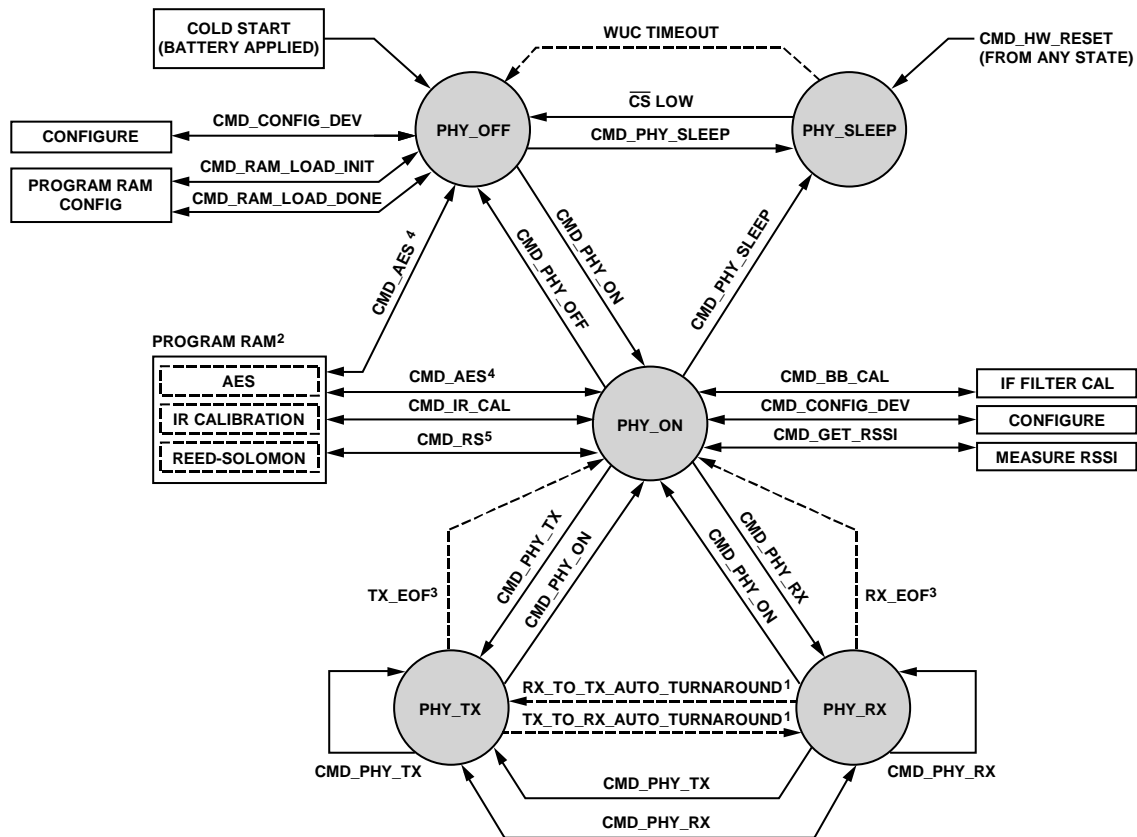 COLD START
(BATTERY APPLIED)
WUC TIMEOUT
CMD_HW_RESET
(FROM ANY STATE)
PHY_OFF
CS LOW
CMD_PHY_SLEEP
PHY_SLEEP
CONFIGURE
CMD_CONFIG_DEV
CMD_RAM_LOAD_INIT
PROGRAM RAM
CONFIG
CMD_RAM_LOAD_DONE
CMD_AES 4
CMD_PHY_OFF
CMD_PHY_ON
CMD_PHY_SLEEP
PROGRAM RAM2
AES
IR CALIBRATION
REED-SOLOMON
CMD_AES4
CMD_IR_CAL
CMD_RS5
PHY_ON
CMD_BB_CAL
CMD_CONFIG_DEV
CMD_GET_RSSI
IF FILTER CAL
CONFIGURE
MEASURE RSSI
TX_EOF3
CMD_PHY_TX
CMD_PHY_ON
CMD_PHY_ON
CMD_PHY_RX
RX_EOF3
PHY_TX
RX_TO_TX_AUTO_TURNAROUND1
TX_TO_RX_AUTO_TURNAROUND1
PHY_RX
CMD_PHY_TX
CMD_PHY_TX
CMD_PHY_RX
CMD_PHY_RX